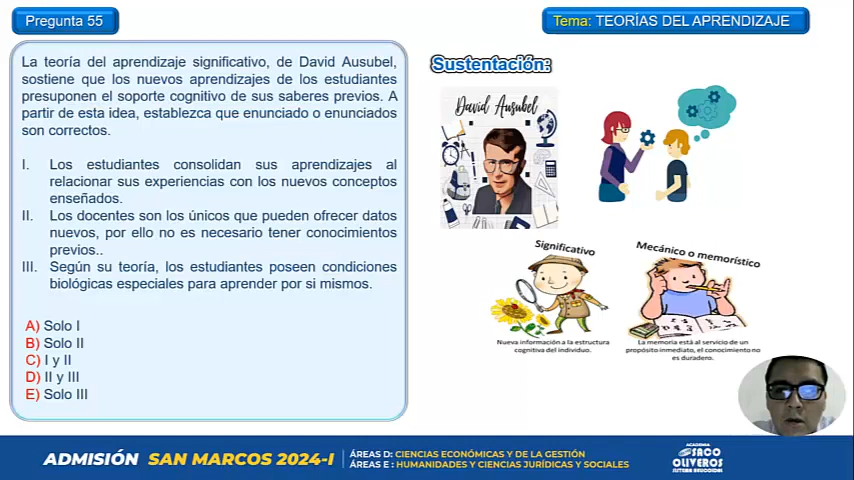 Pregunta 55
Tema: TEORÍAS DEL APRENDIZAJE
La teoría del aprendizaje significativo, de David Ausubel,
sostiene que los nuevos aprendizajes de los estudiantes
presuponen el soporte cognitivo de sus saberes previos. A
partir de esta idea, establezca que enunciado o enunciados
son correctos.
I. Los estudiantes consolidan sus aprendizajes al
relacionar sus experiencias con los nuevos conceptos
enseñados.
II. Los docentes son los únicos que pueden ofrecer datos
nuevos, por ello no es necesario tener conocimientos
previos..
III. Según su teoría, los estudiantes poseen condiciones
biológicas especiales para aprender por si mismos.
A) Solo I
B) Solo II
C) I y II
D) II y III
E) Solo III
Sustentación:
David Ausubel
Significativo
Nueva información a la estructura
cognitiva del individuo.
Mecánico o memorístico
La memoria está al servicio de un
propósito inmediato, el conocimiento no
es duradero.
ADMISIÓN SAN MARCOS 2024-I
ÁREAS D: CIENCIAS ECONÓMICAS Y DE LA GESTIÓN
ÁREAS E : HUMANIDADES Y CIENCIAS JURÍDICAS Y SOCIALES
ACADEMIA
SACO
OLIVEROS
SISTEMA HELICOIDAL